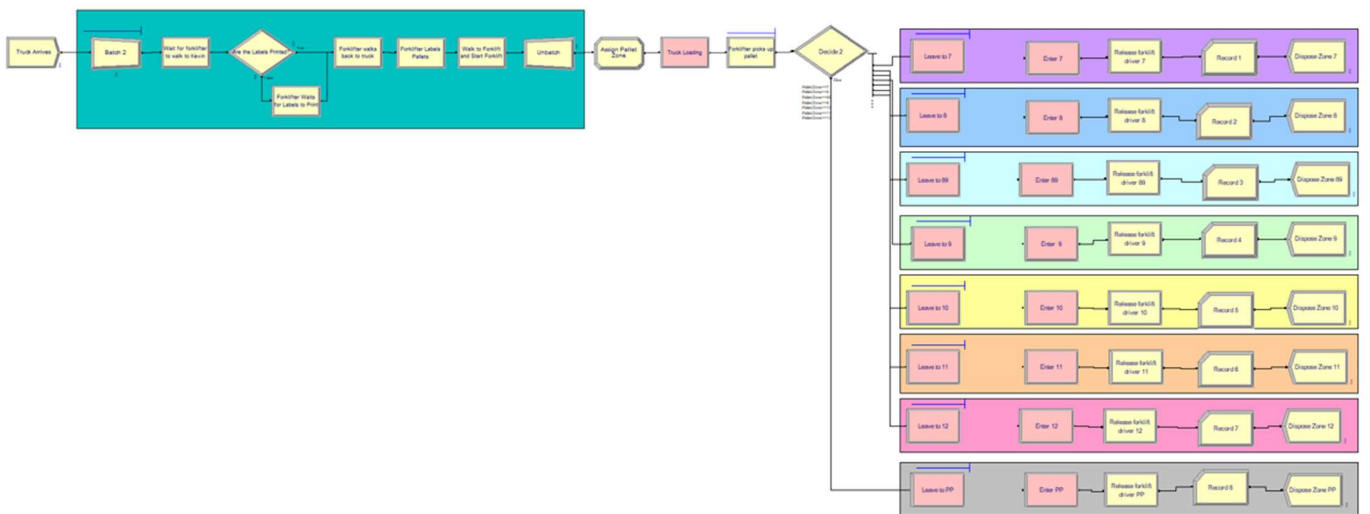 Truck Arrives
Batch 2
Wait for forklifter
to walk to Kevin
Are the Labels Printed?
True
False
Forklifter Waits
for Labels to Print
Forklifter walks
back to truck
Forklifter Labels
Pallets
Walk to Forklift
and Start Forklift
Unbatch
Assign Pallet
Zone
Truck Loading
Forklifter picks up
pallet
Decide 2
Else
Leave to 7
Enter 7
Release forklift
driver 7
Record 1
Dispose Zone 7
Leave to 8
Enter 8
Release forklift
driver 8
Record 2
Dispose Zone 8
Leave to 89
Enter 89
Release forklift
driver 89
Record 3
Dispose Zone 89
Leave to 9
Enter 9
Release forklift
driver 9
Record 4
Dispose Zone 9
Leave to 10
Enter 10
Release forklift
driver 10
Record 5
Dispose Zone 10
Leave to 11
Enter 11
Release forklift
driver 11
Record 6
Dispose Zone 11
Leave to 12
Enter 12
Release forklift
driver 12
Record 7
Dispose Zone 12
Leave to PP
Enter PP
Release forklift
driver PP
Record 8
Dispose Zone PP